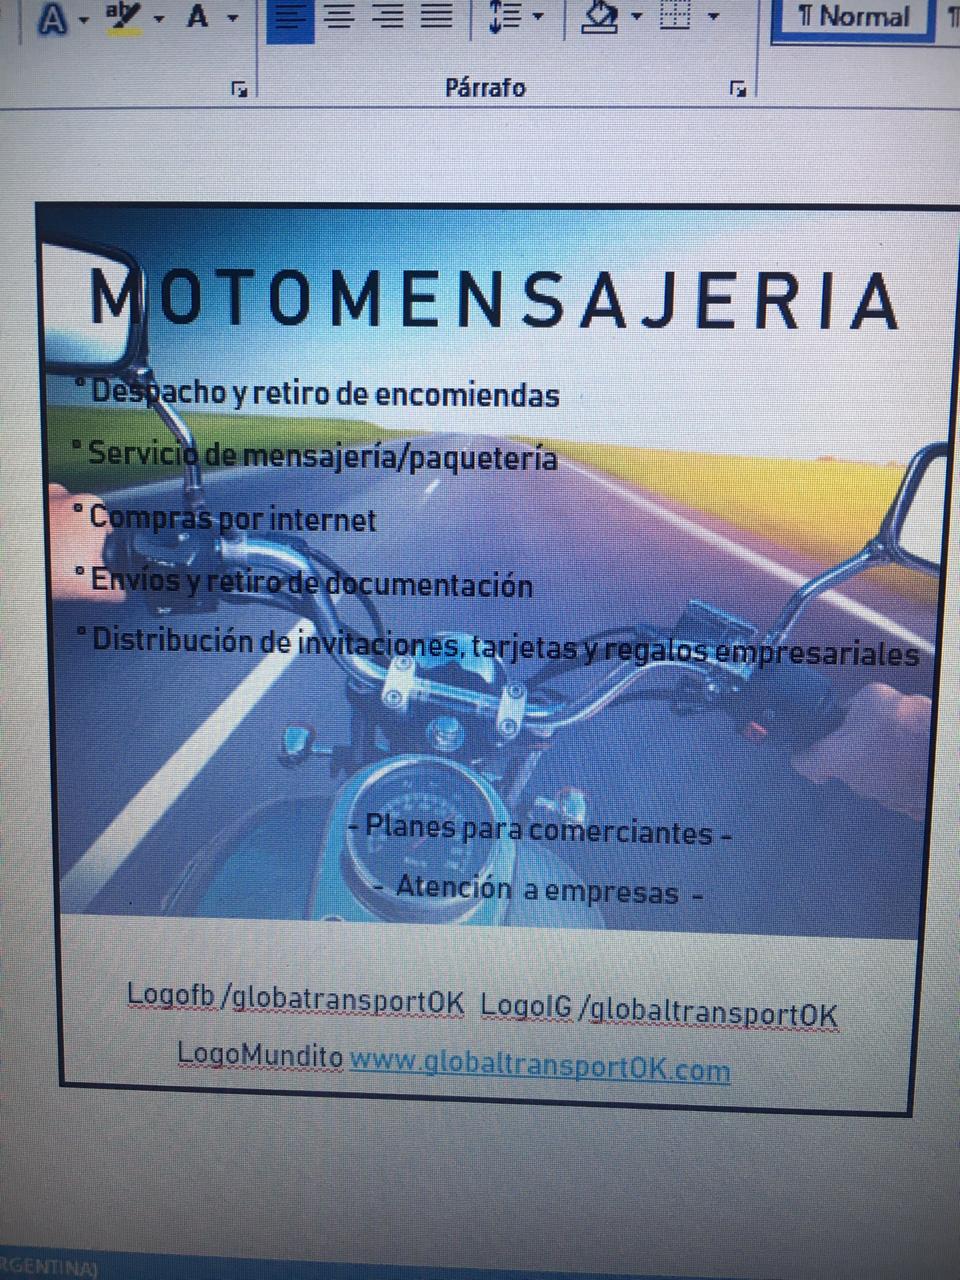 ab
A
A
Párrafo
¶ Normal
MOTOMENSAJERIA
° Despacho y retiro de encomiendas
° Servicio de mensajería/paquetería
° Compras por internet
° Envíos y retiro de documentación
° Distribución de invitaciones, tarjetas y regalos empresariales
- Planes para comerciantes -
- Atención a empresas -
Logofb /globatransportOK LogoIG /globaltransportOK
LogoMundito www.globaltransportOK.com
RGENTINA)